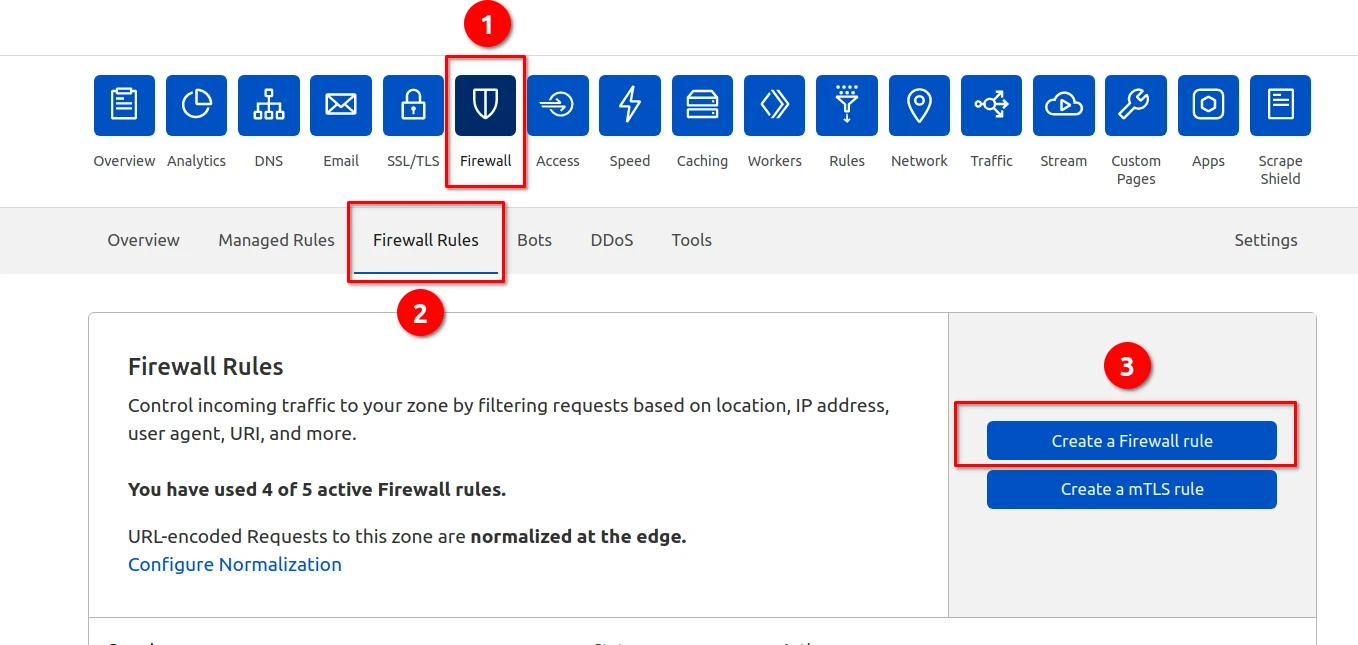 1
Overview Analytics DNS Email SSL/TLS Firewall Access Speed Caching Workers Rules Network Traffic Stream Custom Pages Apps Scrape Shield
Overview Managed Rules Firewall Rules Bots DDoS Tools Settings
2
Firewall Rules
Control incoming traffic to your zone by filtering requests based on location, IP address,
user agent, URI, and more.
You have used 4 of 5 active Firewall rules.
URL-encoded Requests to this zone are normalized at the edge.
Configure Normalization
3
Create a Firewall rule
Create a mTLS rule